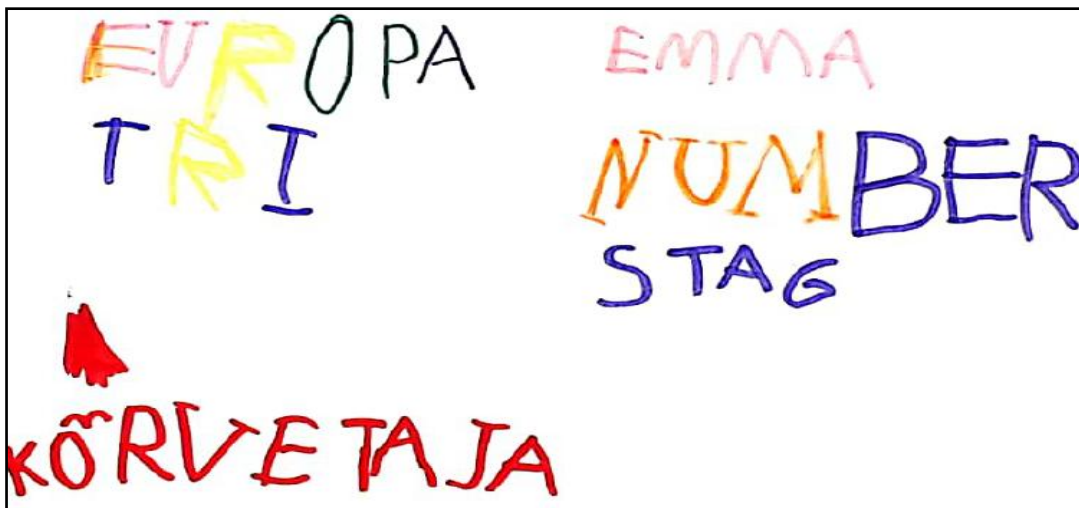 EUROPA
TRI
EMMA
NUMBER
STAG
KÕRVETAJA